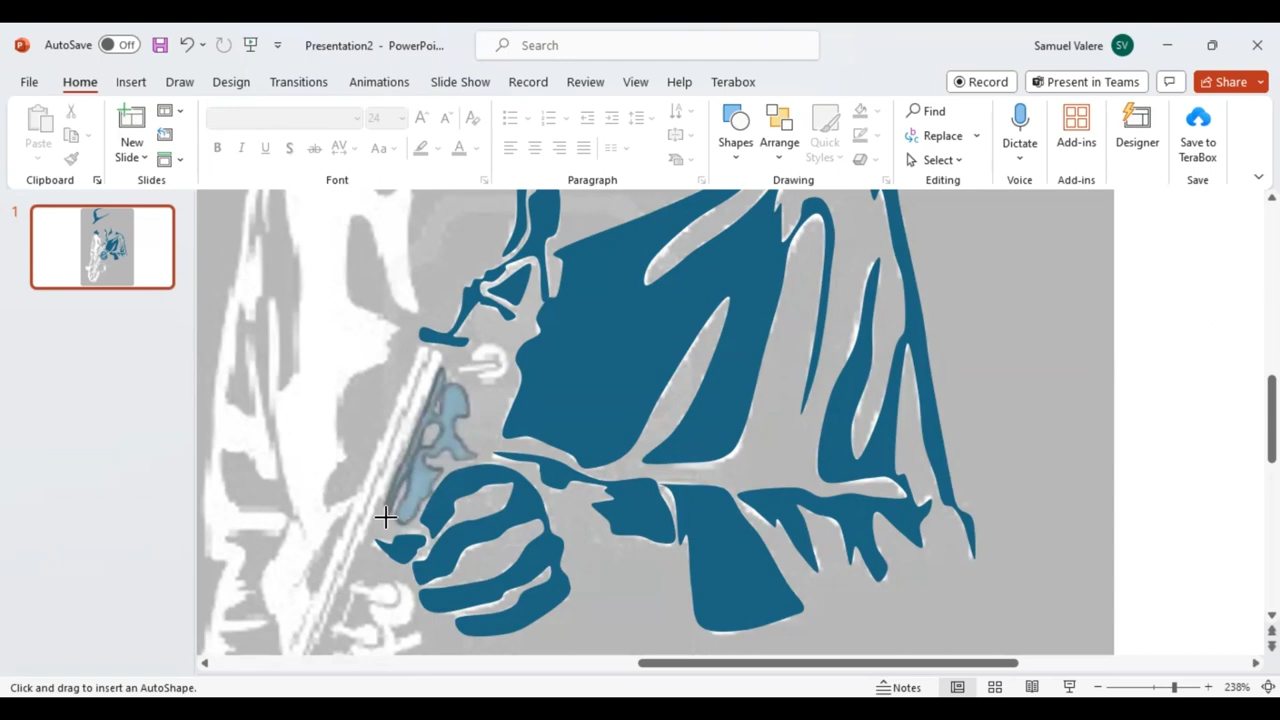 AutoSave Off Presentation2 - PowerPoi... Search Samuel Valere SV
File Home Insert Draw Design Transitions Animations Slide Show Record Review View Help Terabox Record Present in Teams Share
Paste New Slide 24 B I U S ab AV Aa A A A A Shapes Arrange Quick Styles Find Replace Select Dictate Add-ins Designer Save to TeraBox
Clipboard Slides Font Paragraph Drawing Editing Voice Add-ins Save
1
Click and drag to insert an AutoShape. Notes 238%